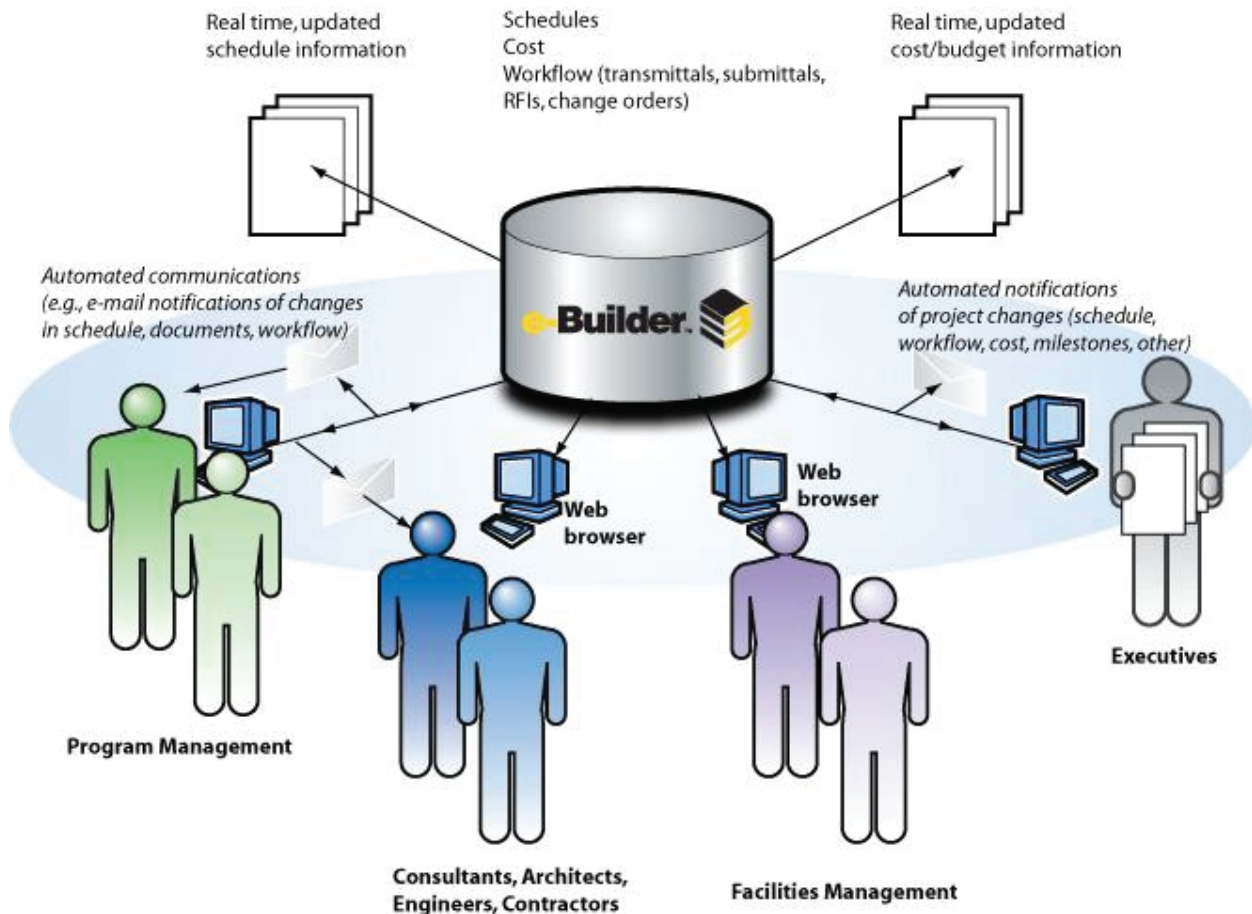 Real time, updated
schedule information
Schedules
Cost
Workflow (transmittals, submittals,
RFIs, change orders)
Real time, updated
cost/budget information
Automated communications
(e.g., e-mail notifications of changes
in schedule, documents, workflow)
e-Builder™
Automated notifications
of project changes (schedule,
workflow, cost, milestones, other)
Web
browser
Web
browser
Executives
Program Management
Consultants, Architects,
Engineers, Contractors
Facilities Management